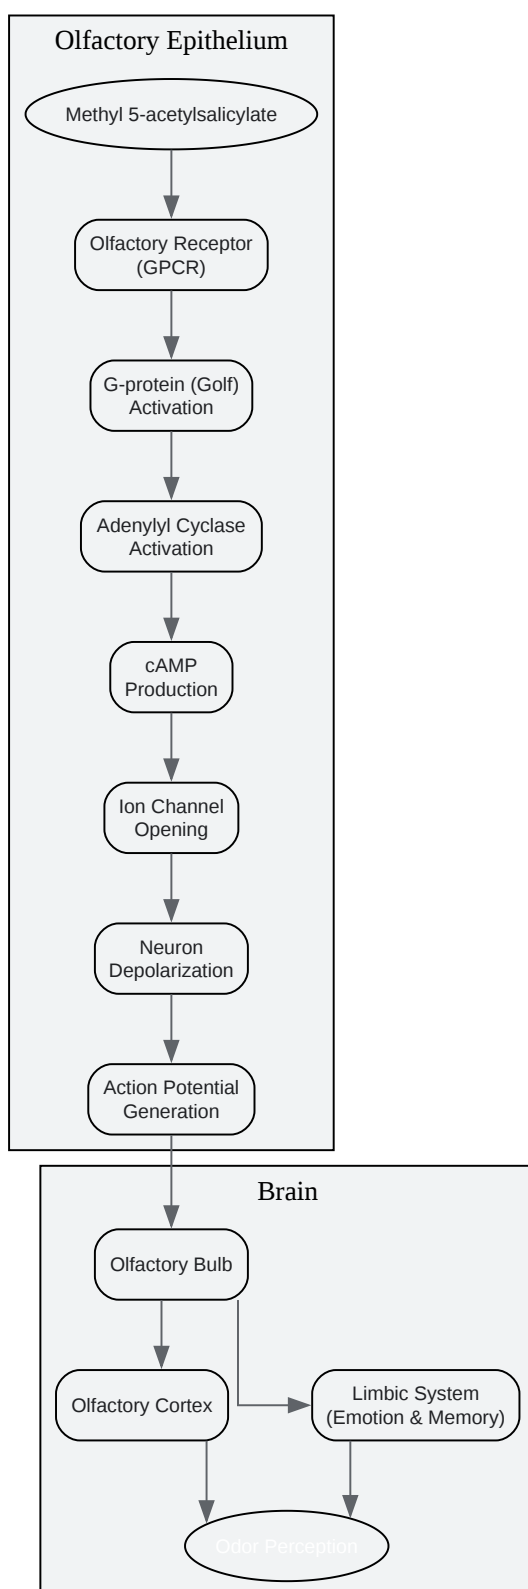 Olfactory Epithelium
Methyl 5-acetylsalicylate
Olfactory Receptor
(GPCR)
G-protein (Golf)
Activation
Adenylyl Cyclase
Activation
cAMP
Production
Ion Channel
Opening
Neuron
Depolarization
Action Potential
Generation
Brain
Olfactory Bulb
Olfactory Cortex
Limbic System
(Emotion & Memory)
Odor Perception